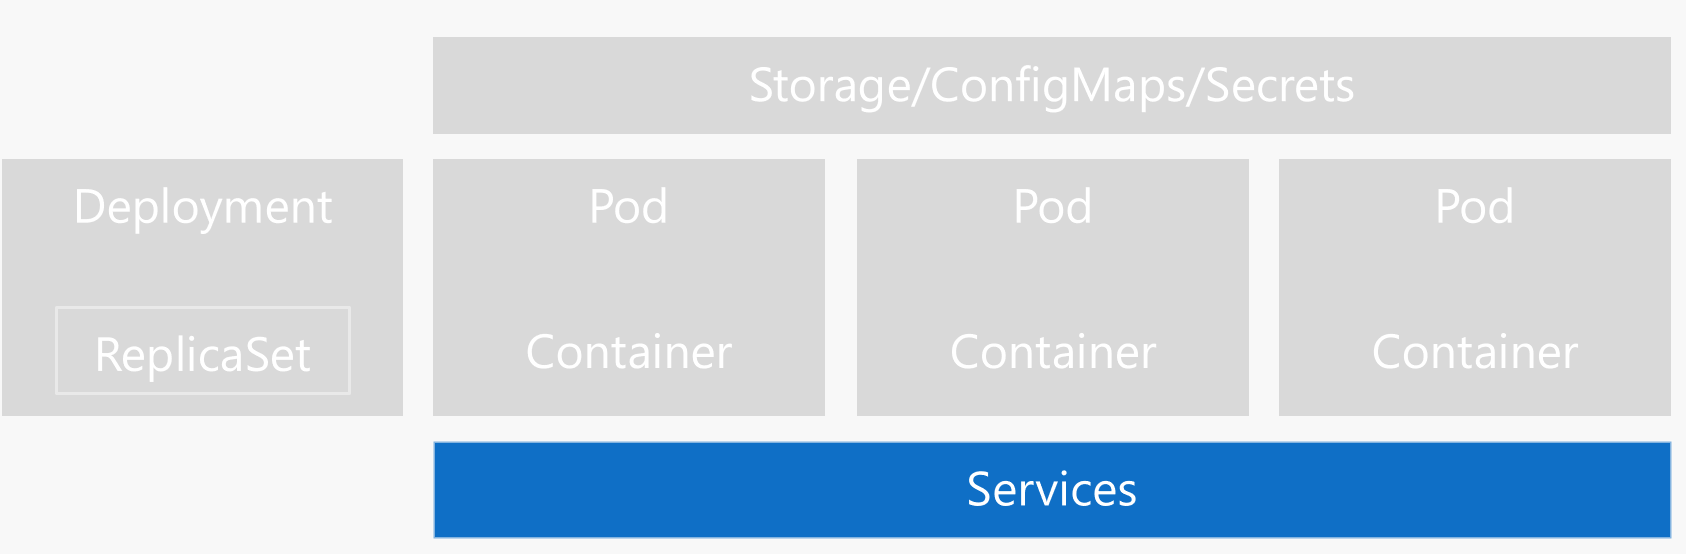 Storage/ConfigMaps/Secrets
Deployment
ReplicaSet
Pod
Container
Pod
Container
Pod
Container
Services